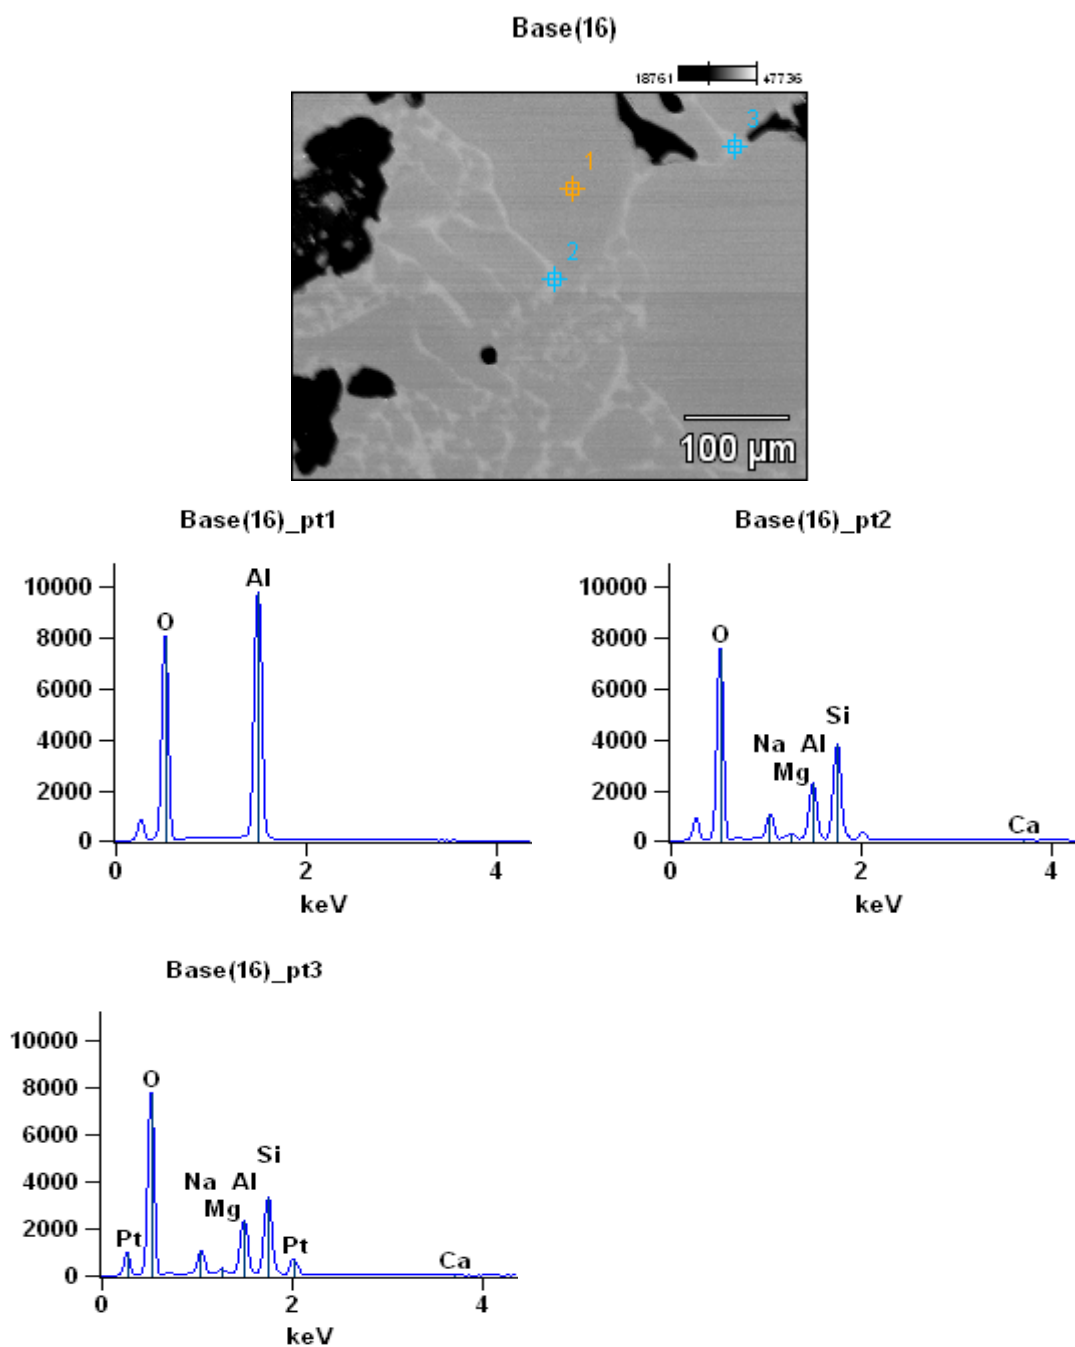 Base(16)
18761 47736
3
1
2
100 µm
Base(16)_pt1
10000
8000
6000
4000
2000
0
O
Al
0 2 4
keV
Base(16)_pt2
10000
8000
6000
4000
2000
0
O
Si
Na Al
Mg
Ca
0 2 4
keV
Base(16)_pt3
10000
8000
6000
4000
2000
0
O
Si
Na Al
Mg
Pt Pt
Ca
0 2 4
keV